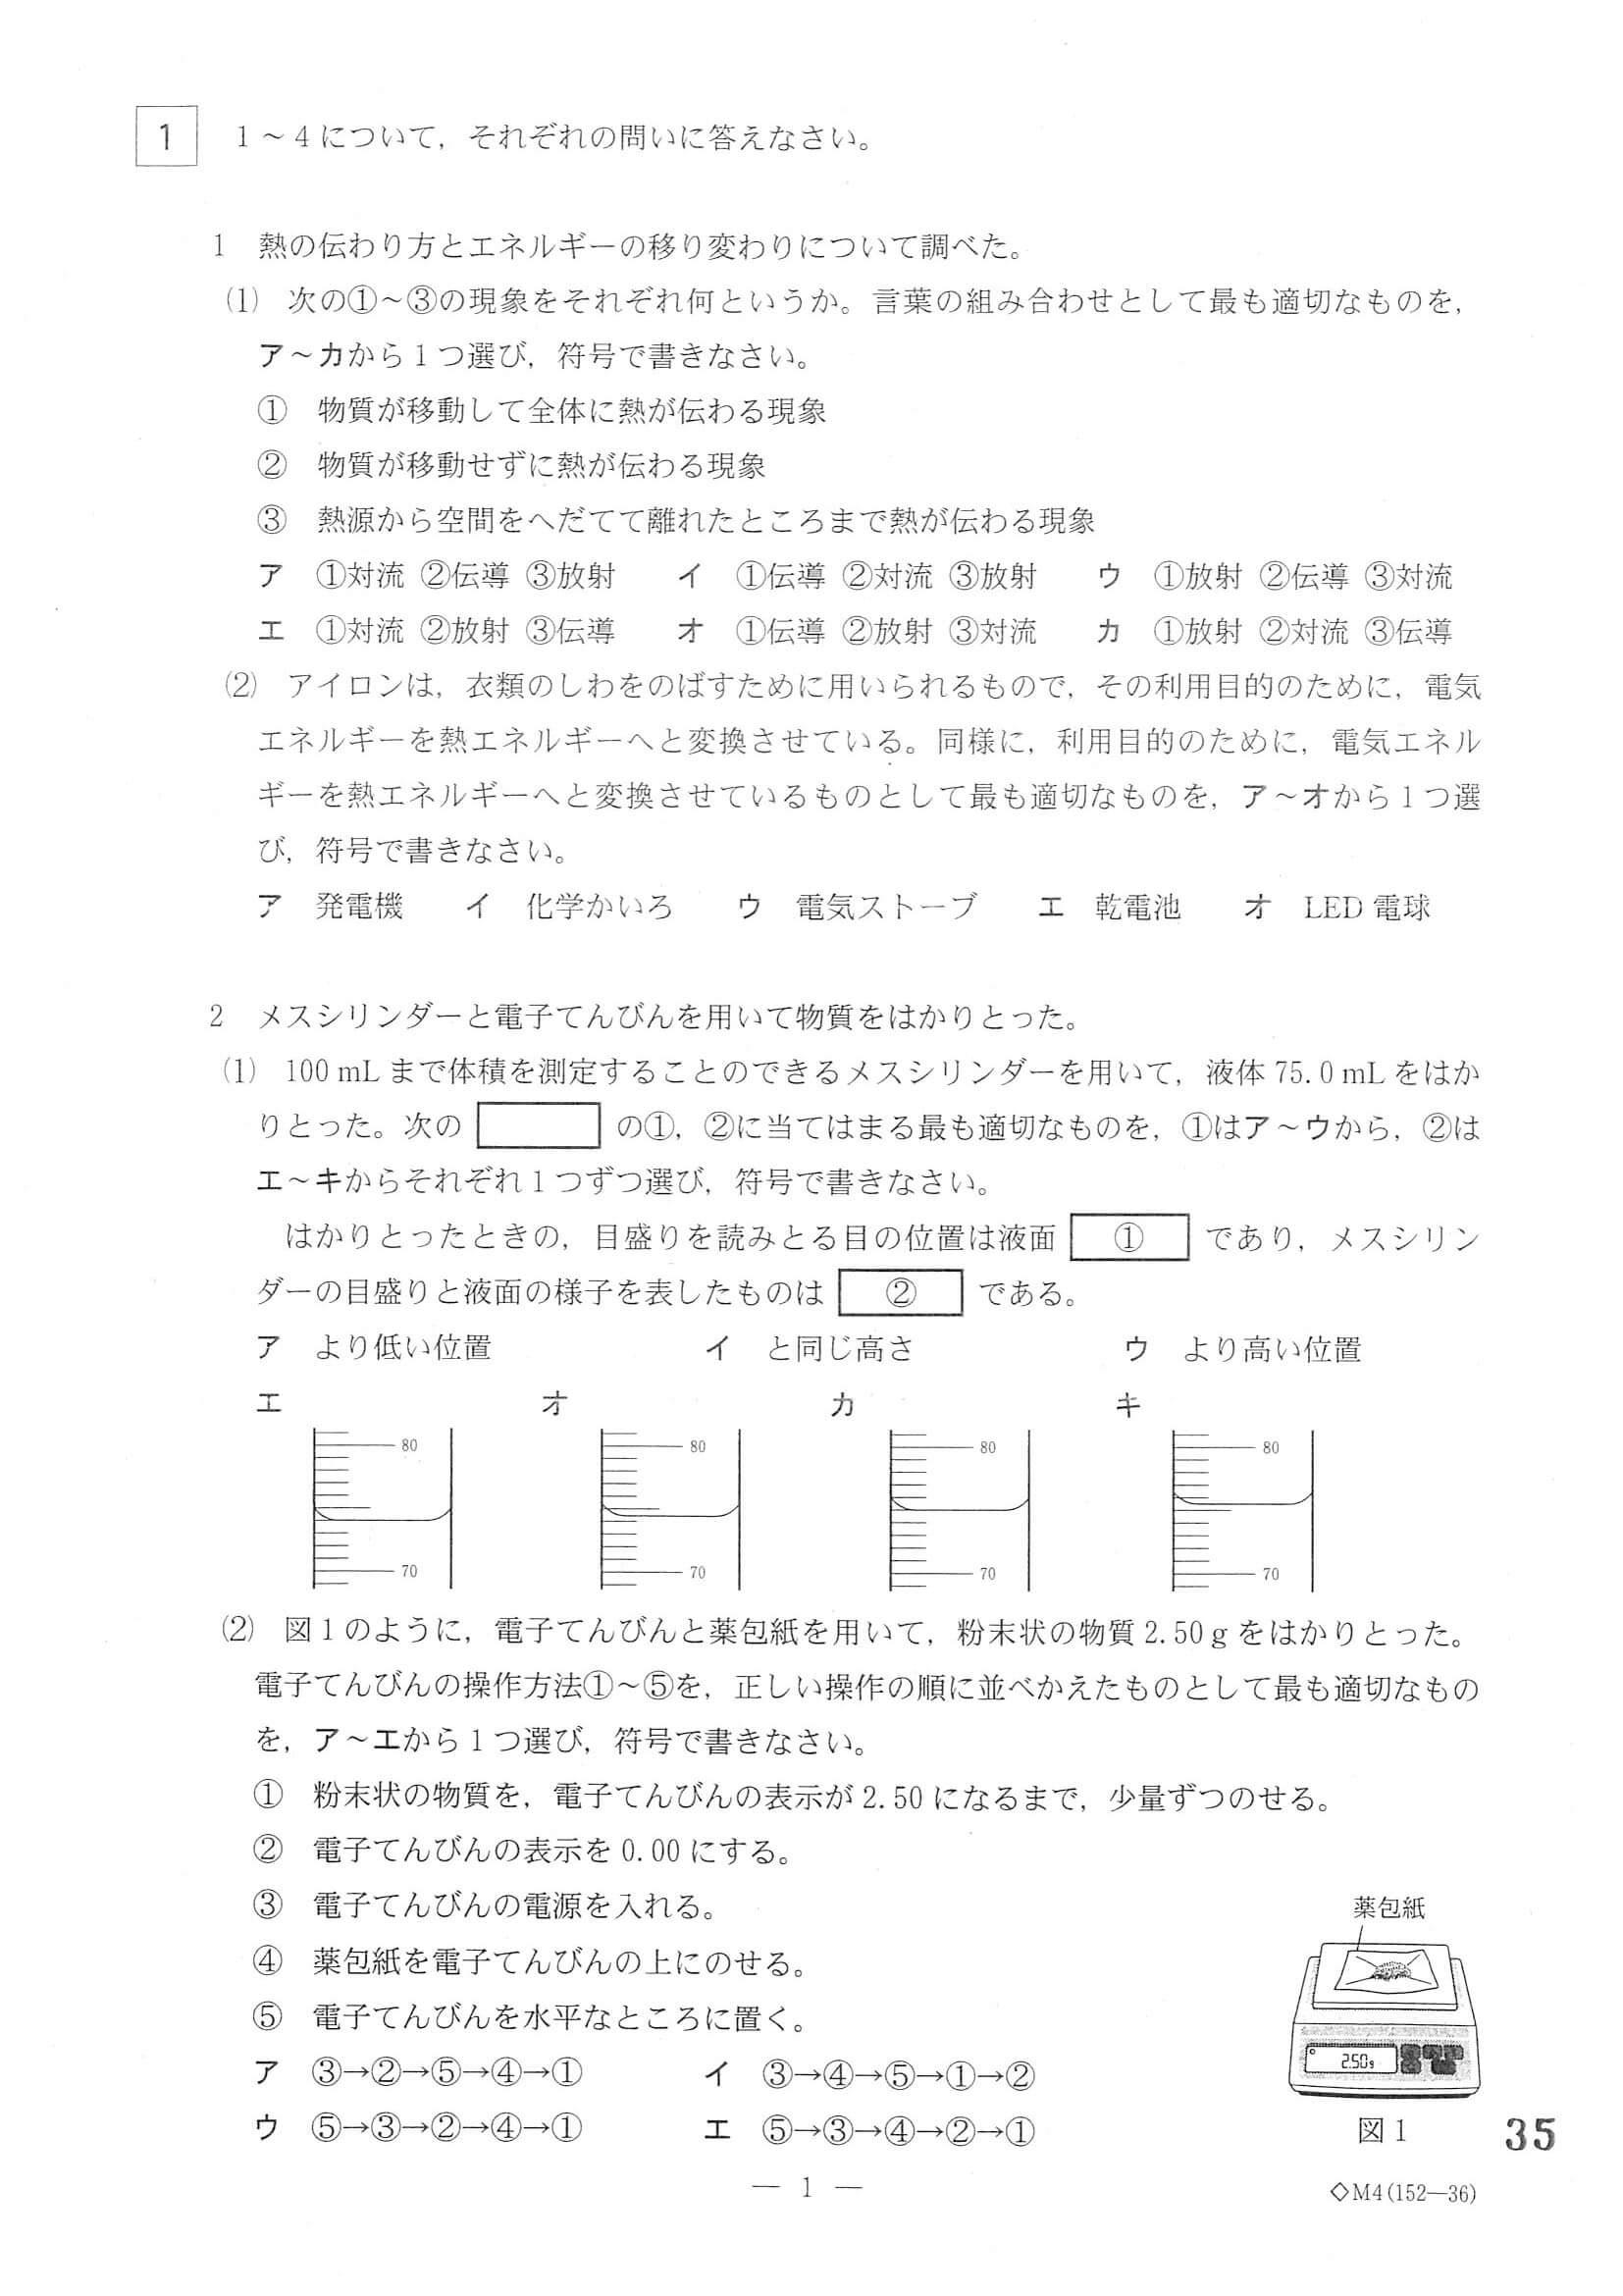 1　1～4について，それぞれの問いに答えなさい。
1　熱の伝わり方とエネルギーの移り変わりについて調べた。
(1)　次の①～③の現象をそれぞれ何というか。言葉の組み合わせとして最も適切なものを，
ア～カから1つ選び，符号で書きなさい。
①　物質が移動して全体に熱が伝わる現象
②　物質が移動せずに熱が伝わる現象
③　熱源から空間をへだてて離れたところまで熱が伝わる現象
ア　①対流 ②伝導 ③放射　イ　①伝導 ②対流 ③放射　ウ　①放射 ②伝導 ③対流
エ　①対流 ②放射 ③伝導　オ　①伝導 ②放射 ③対流　カ　①放射 ②対流 ③伝導
(2)　アイロンは，衣類のしわをのばすために用いられるもので，その利用目的のために，電気
エネルギーを熱エネルギーへと変換させている。同様に，利用目的のために，電気エネル
ギーを熱エネルギーへと変換させているものとして最も適切なものを，ア～オから1つ選
び，符号で書きなさい。
ア　発電機　イ　化学かいろ　ウ　電気ストーブ　エ　乾電池　オ　LED 電球
2　メスシリンダーと電子てんびんを用いて物質をはかりとった。
(1)　100 mL まで体積を測定することのできるメスシリンダーを用いて，液体 75.0 mL をはか
りとった。次の　　　の①，②に当てはまる最も適切なものを，①はア～ウから，②は
エ～キからそれぞれ1つずつ選び，符号で書きなさい。
はかりとったときの，目盛りを読みとる目の位置は液面　①　であり，メスシリン
ダーの目盛りと液面の様子を表したものは　②　である。
ア　より低い位置　イ　と同じ高さ　ウ　より高い位置
エ　オ　カ　キ
80　80　80　80
70　70　70　70
(2)　図1のように，電子てんびんと薬包紙を用いて，粉末状の物質 2.50 g をはかりとった。
電子てんびんの操作方法①～⑤を，正しい操作の順に並べかえたものとして最も適切なもの
を，ア～エから1つ選び，符号で書きなさい。
①　粉末状の物質を，電子てんびんの表示が 2.50 になるまで，少量ずつのせる。
②　電子てんびんの表示を 0.00 にする。
③　電子てんびんの電源を入れる。
④　薬包紙を電子てんびんの上にのせる。
⑤　電子てんびんを水平なところに置く。
ア　③→②→⑤→④→①　イ　③→④→⑤→①→②
ウ　⑤→③→②→④→①　エ　⑤→③→④→②→①
薬包紙
2.50g
図1
35
― 1 ―
◇M4(152―36)